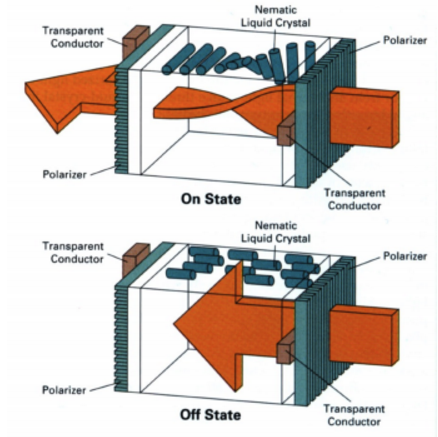 Nematic
Liquid Crystal
Transparent
Conductor
Polarizer
Polarizer
Transparent
Conductor
On State
Nematic
Liquid Crystal
Transparent
Conductor
Polarizer
Polarizer
Transparent
Conductor
Off State